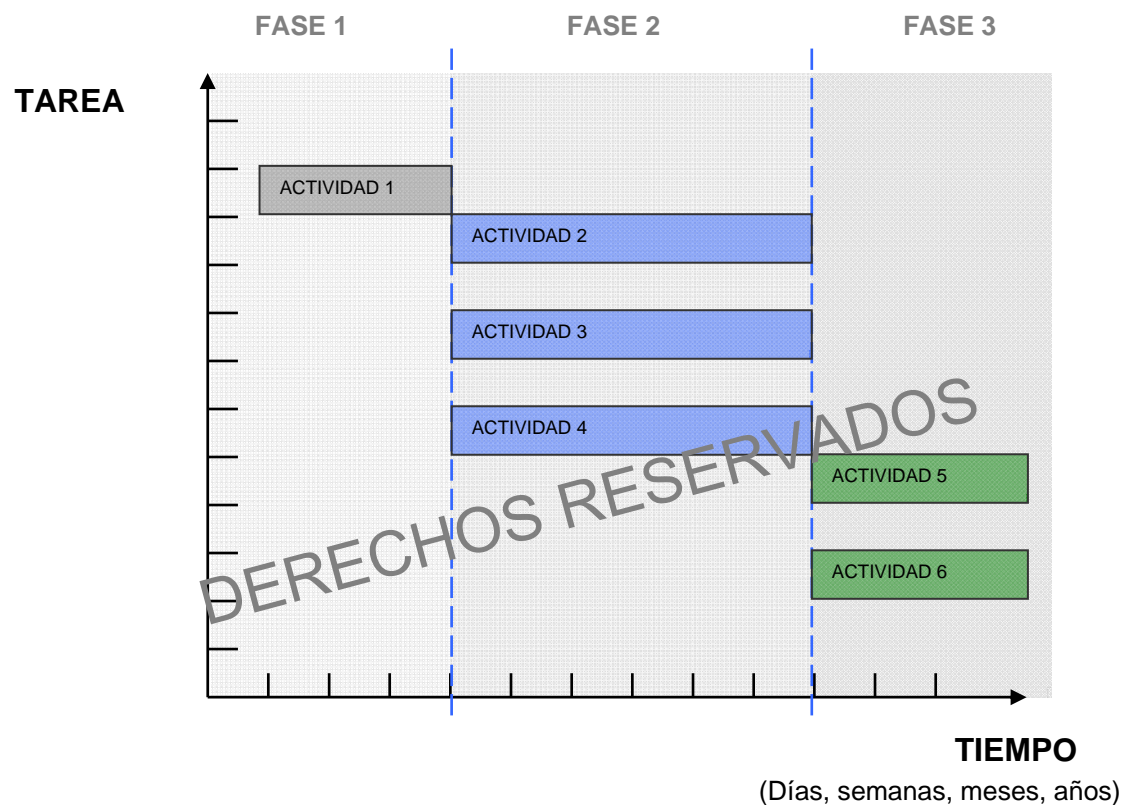 FASE 1 FASE 2 FASE 3
TAREA
ACTIVIDAD 1
ACTIVIDAD 2
ACTIVIDAD 3
ACTIVIDAD 4
ACTIVIDAD 5
ACTIVIDAD 6
DERECHOS RESERVADOS
TIEMPO
(Días, semanas, meses, años)